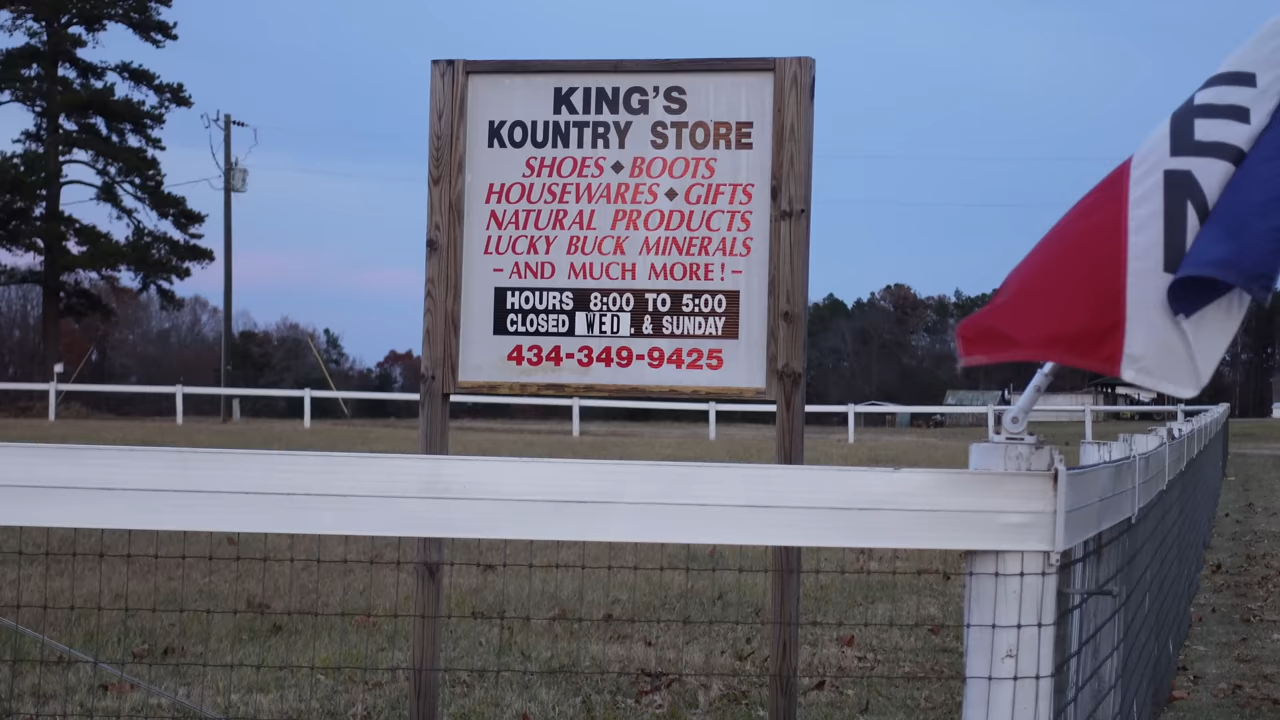 KING'S
KOUNTRY STORE
SHOES ◆ BOOTS
HOUSEWARES ◆ GIFTS
NATURAL PRODUCTS
LUCKY BUCK MINERALS
- AND MUCH MORE! -
HOURS 8:00 TO 5:00
CLOSED WED. & SUNDAY
434-349-9425
EN